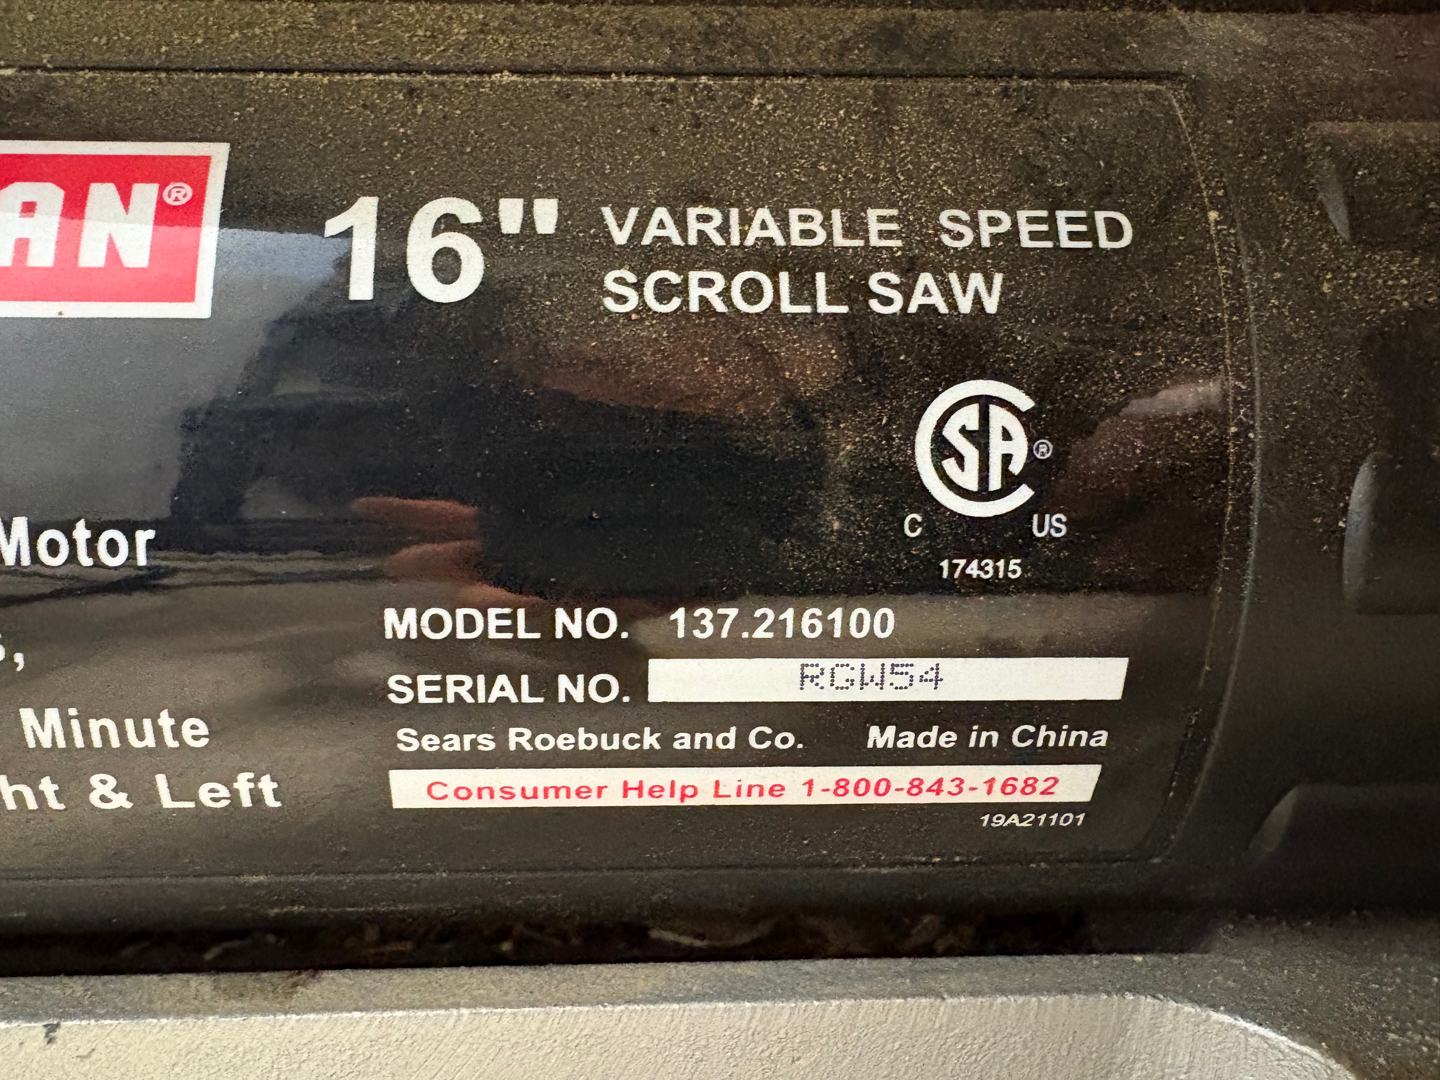 AN®
16" VARIABLE SPEED
SCROLL SAW
SA®
C US
174315
Motor
MODEL NO. 137.216100
s,
SERIAL NO. RGW54
Minute
Sears Roebuck and Co. Made in China
ht & Left
Consumer Help Line 1-800-843-1682
19A21101